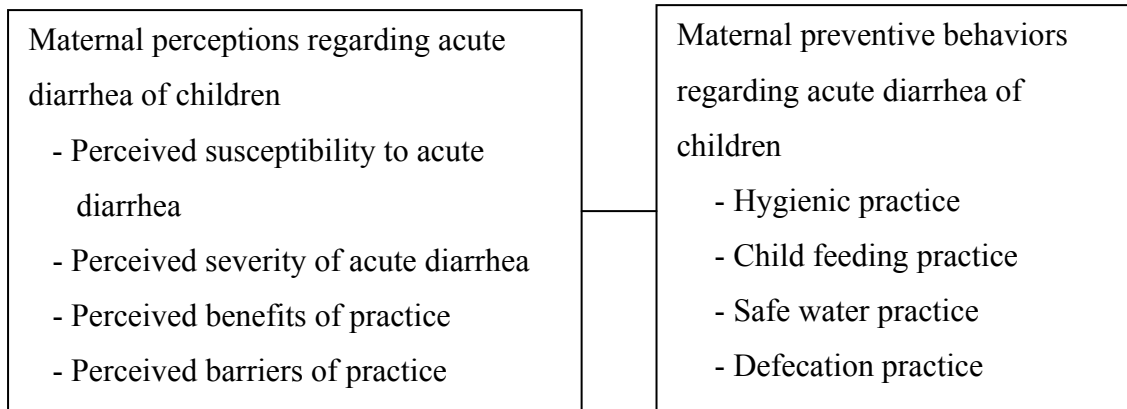 Maternal perceptions regarding acute
diarrhea of children
- Perceived susceptibility to acute
diarrhea
- Perceived severity of acute diarrhea
- Perceived benefits of practice
- Perceived barriers of practice
Maternal preventive behaviors
regarding acute diarrhea of
children
- Hygienic practice
- Child feeding practice
- Safe water practice
- Defecation practice